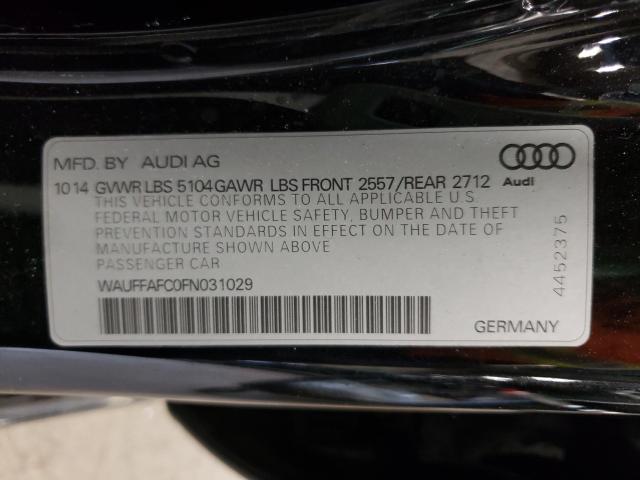 MFD. BY AUDI AG
1014 GVWR LBS 5104 GAWR LBS FRONT 2557/REAR 2712
Audi
THIS VEHICLE CONFORMS TO ALL APPLICABLE U.S.
FEDERAL MOTOR VEHICLE SAFETY, BUMPER AND THEFT
PREVENTION STANDARDS IN EFFECT ON THE DATE OF
MANUFACTURE SHOWN ABOVE
PASSENGER CAR
WAUFFAFC0FN031029
4452375
GERMANY